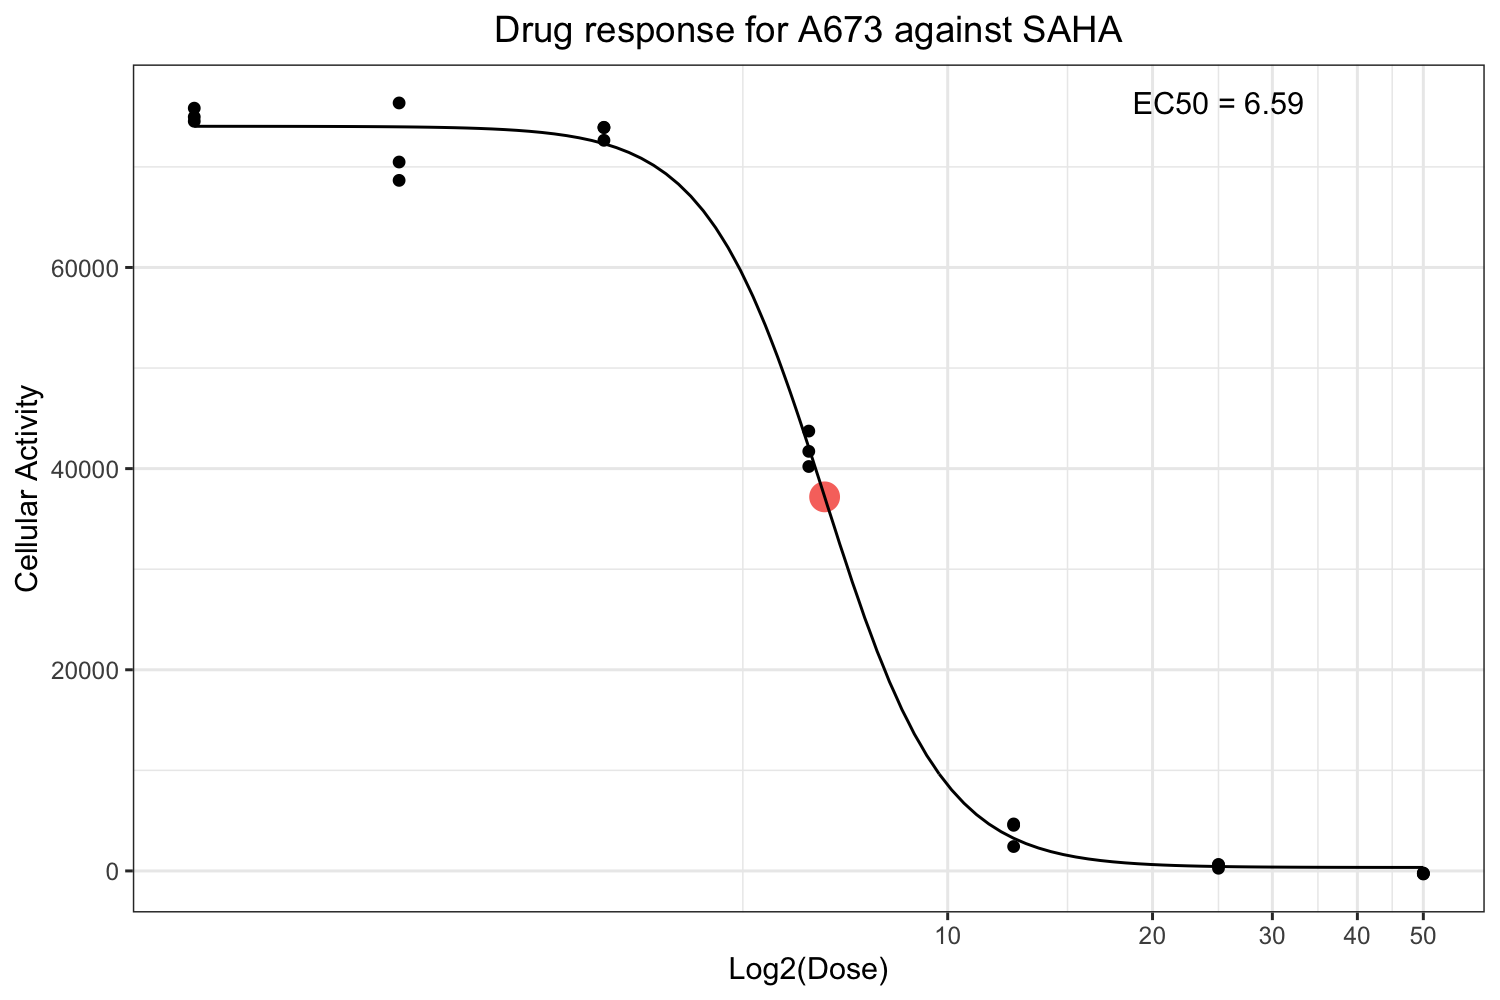 Drug response for A673 against SAHA
EC50 = 6.59
60000
40000
20000
0
Cellular Activity
10 20 30 40 50
Log2(Dose)